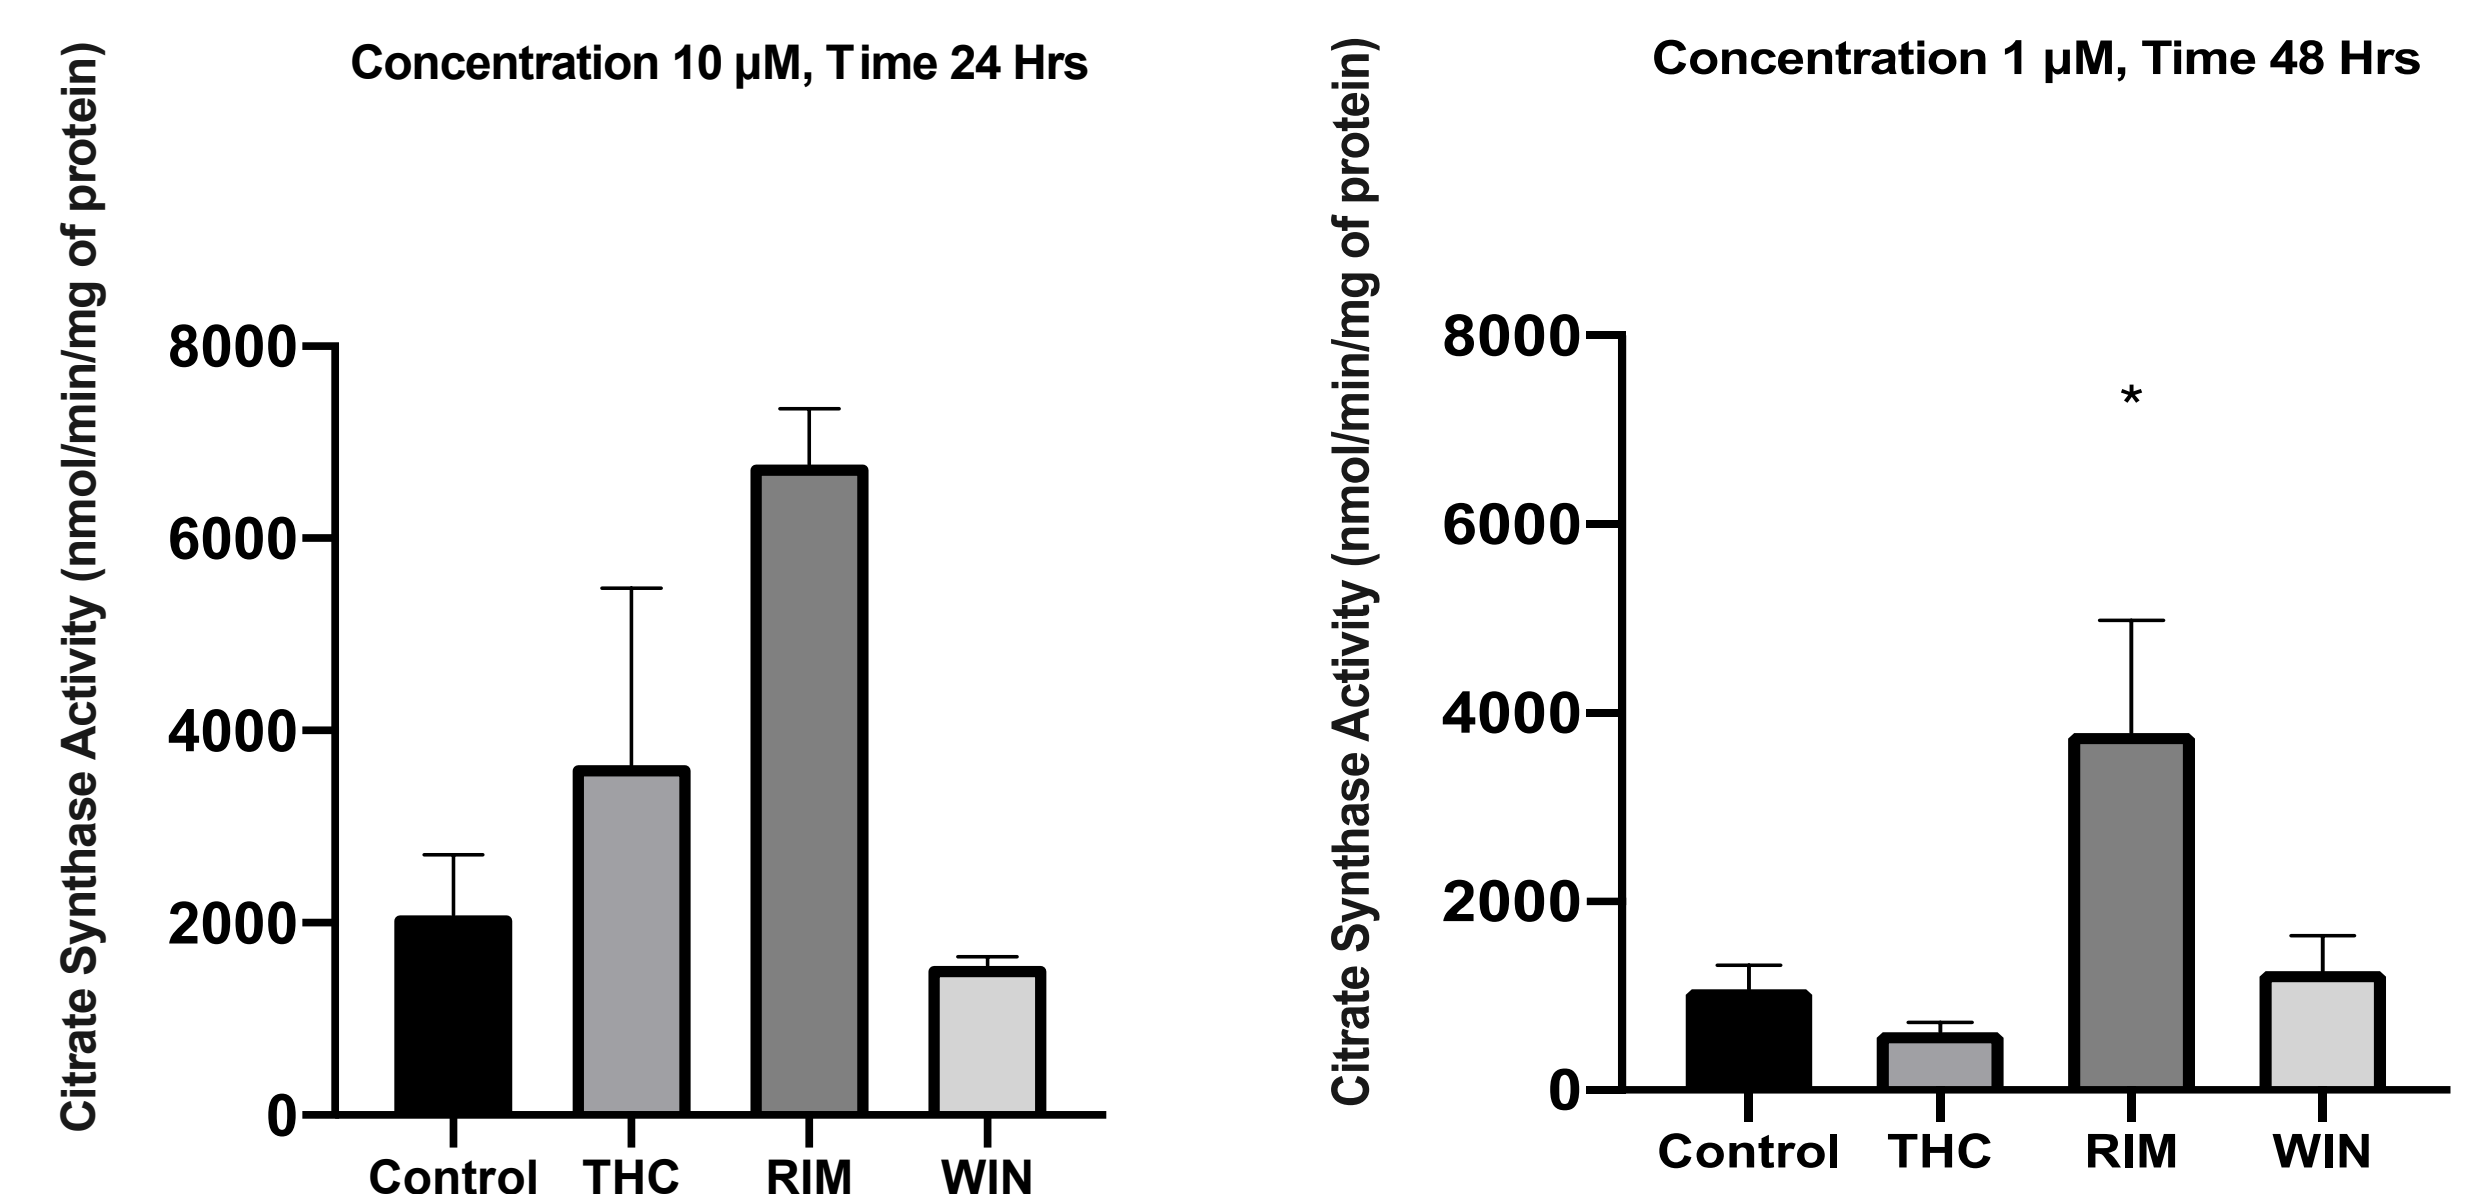 Concentration 10 µM, Time 24 Hrs
Citrate Synthase Activity (nmol/min/mg of protein)
8000
6000
4000
2000
0
Control THC RIM WIN
Concentration 1 µM, Time 48 Hrs
Citrate Synthase Activity (nmol/min/mg of protein)
8000
*
6000
4000
2000
0
Control THC RIM WIN